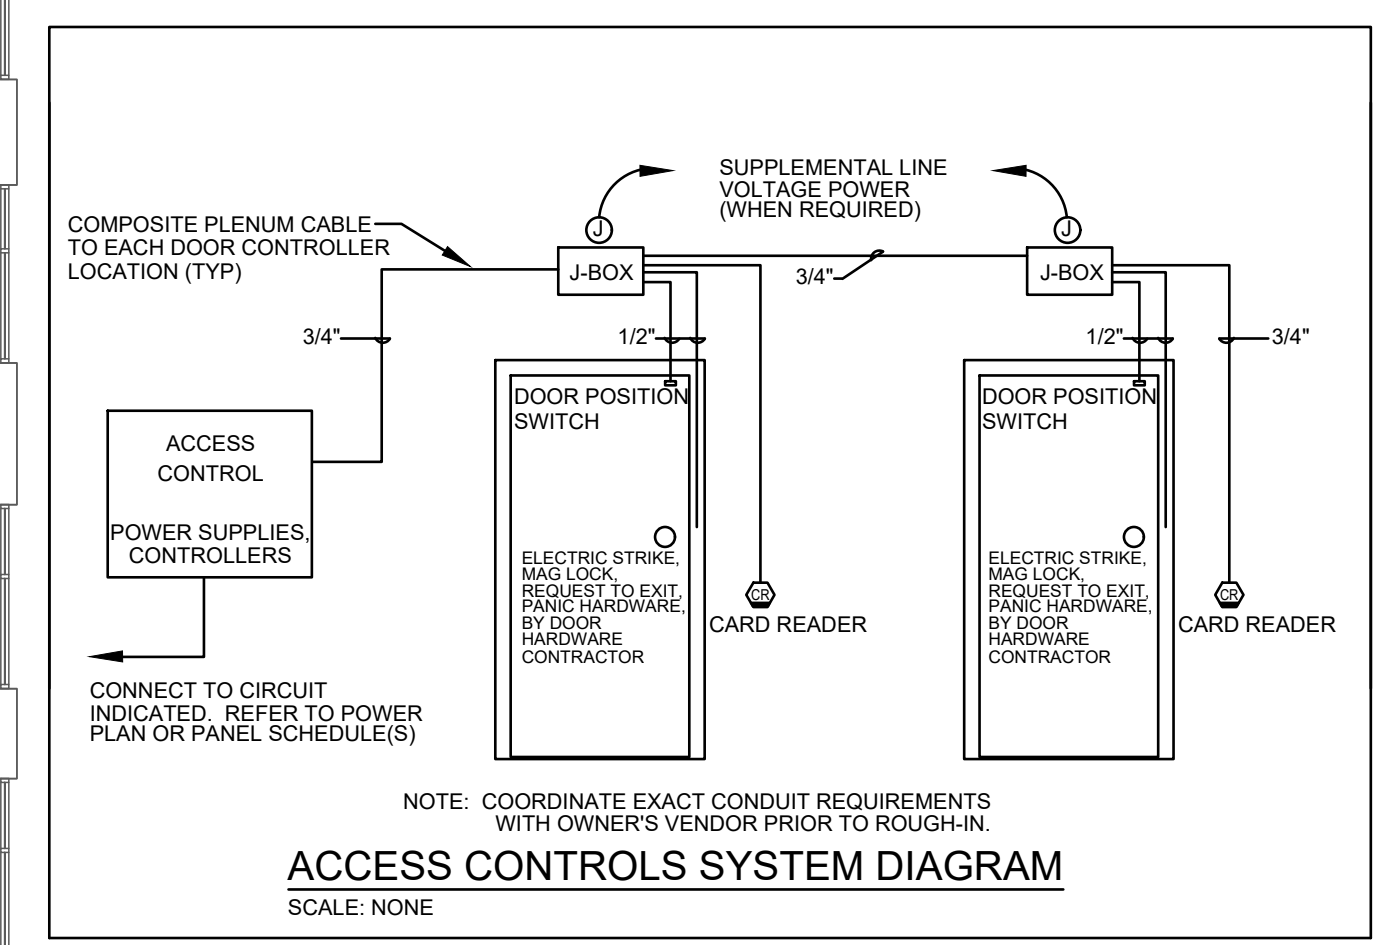 SUPPLEMENTAL LINE
VOLTAGE POWER
(WHEN REQUIRED)
COMPOSITE PLENUM CABLE
TO EACH DOOR CONTROLLER
LOCATION (TYP)
J
J
J-BOX
J-BOX
3/4"
3/4"
1/2"
1/2"
3/4"
DOOR POSITION
SWITCH
DOOR POSITION
SWITCH
ACCESS
CONTROL
POWER SUPPLIES,
CONTROLLERS
ELECTRIC STRIKE,
MAG LOCK,
REQUEST TO EXIT,
PANIC HARDWARE,
BY DOOR
HARDWARE
CONTRACTOR
CR
CARD READER
ELECTRIC STRIKE,
MAG LOCK,
REQUEST TO EXIT,
PANIC HARDWARE,
BY DOOR
HARDWARE
CONTRACTOR
CR
CARD READER
CONNECT TO CIRCUIT
INDICATED.  REFER TO POWER
PLAN OR PANEL SCHEDULE(S)
NOTE:  COORDINATE EXACT CONDUIT REQUIREMENTS
WITH OWNER'S VENDOR PRIOR TO ROUGH-IN.
ACCESS CONTROLS SYSTEM DIAGRAM
SCALE: NONE